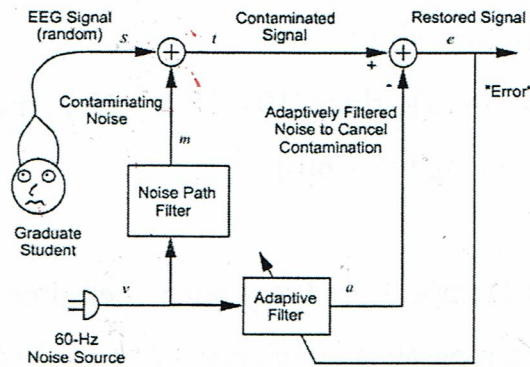 EEG Signal
(random)
s
t
Contaminated
Signal
Restored Signal
e
+
-
"Error"
Contaminating
Noise
m
Adaptively Filtered
Noise to Cancel
Contamination
Noise Path
Filter
Graduate
Student
v
Adaptive
Filter
a
60-Hz
Noise Source